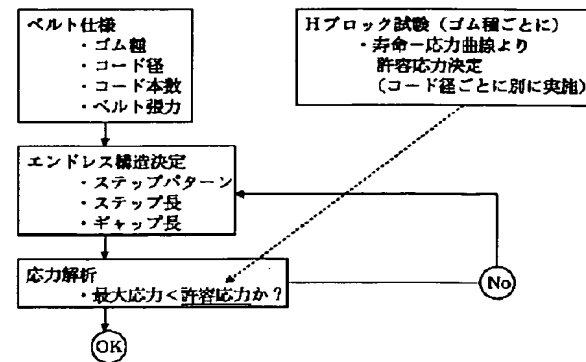 ベルト仕様
・ゴム種
・コード径
・コード本数
・ベルト張力
Hブロック試験（ゴム種ごとに）
・寿命－応力曲線より
許容応力決定
（コード径ごとに別に実施）
エンドレス構造決定
・ステップパターン
・ステップ長
・ギャップ長
応力解析
・最大応力＜許容応力か？
No
OK